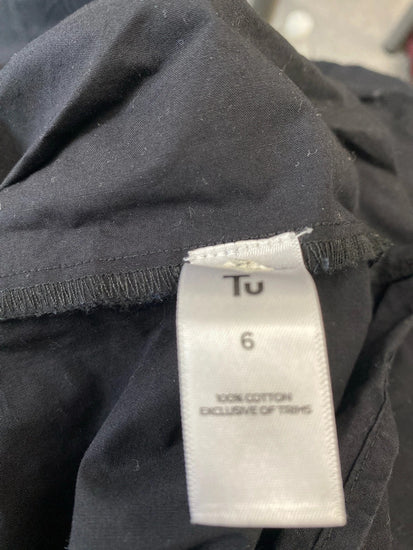 Tu
6
100% COTTON
EXCLUSIVE OF TRIMS